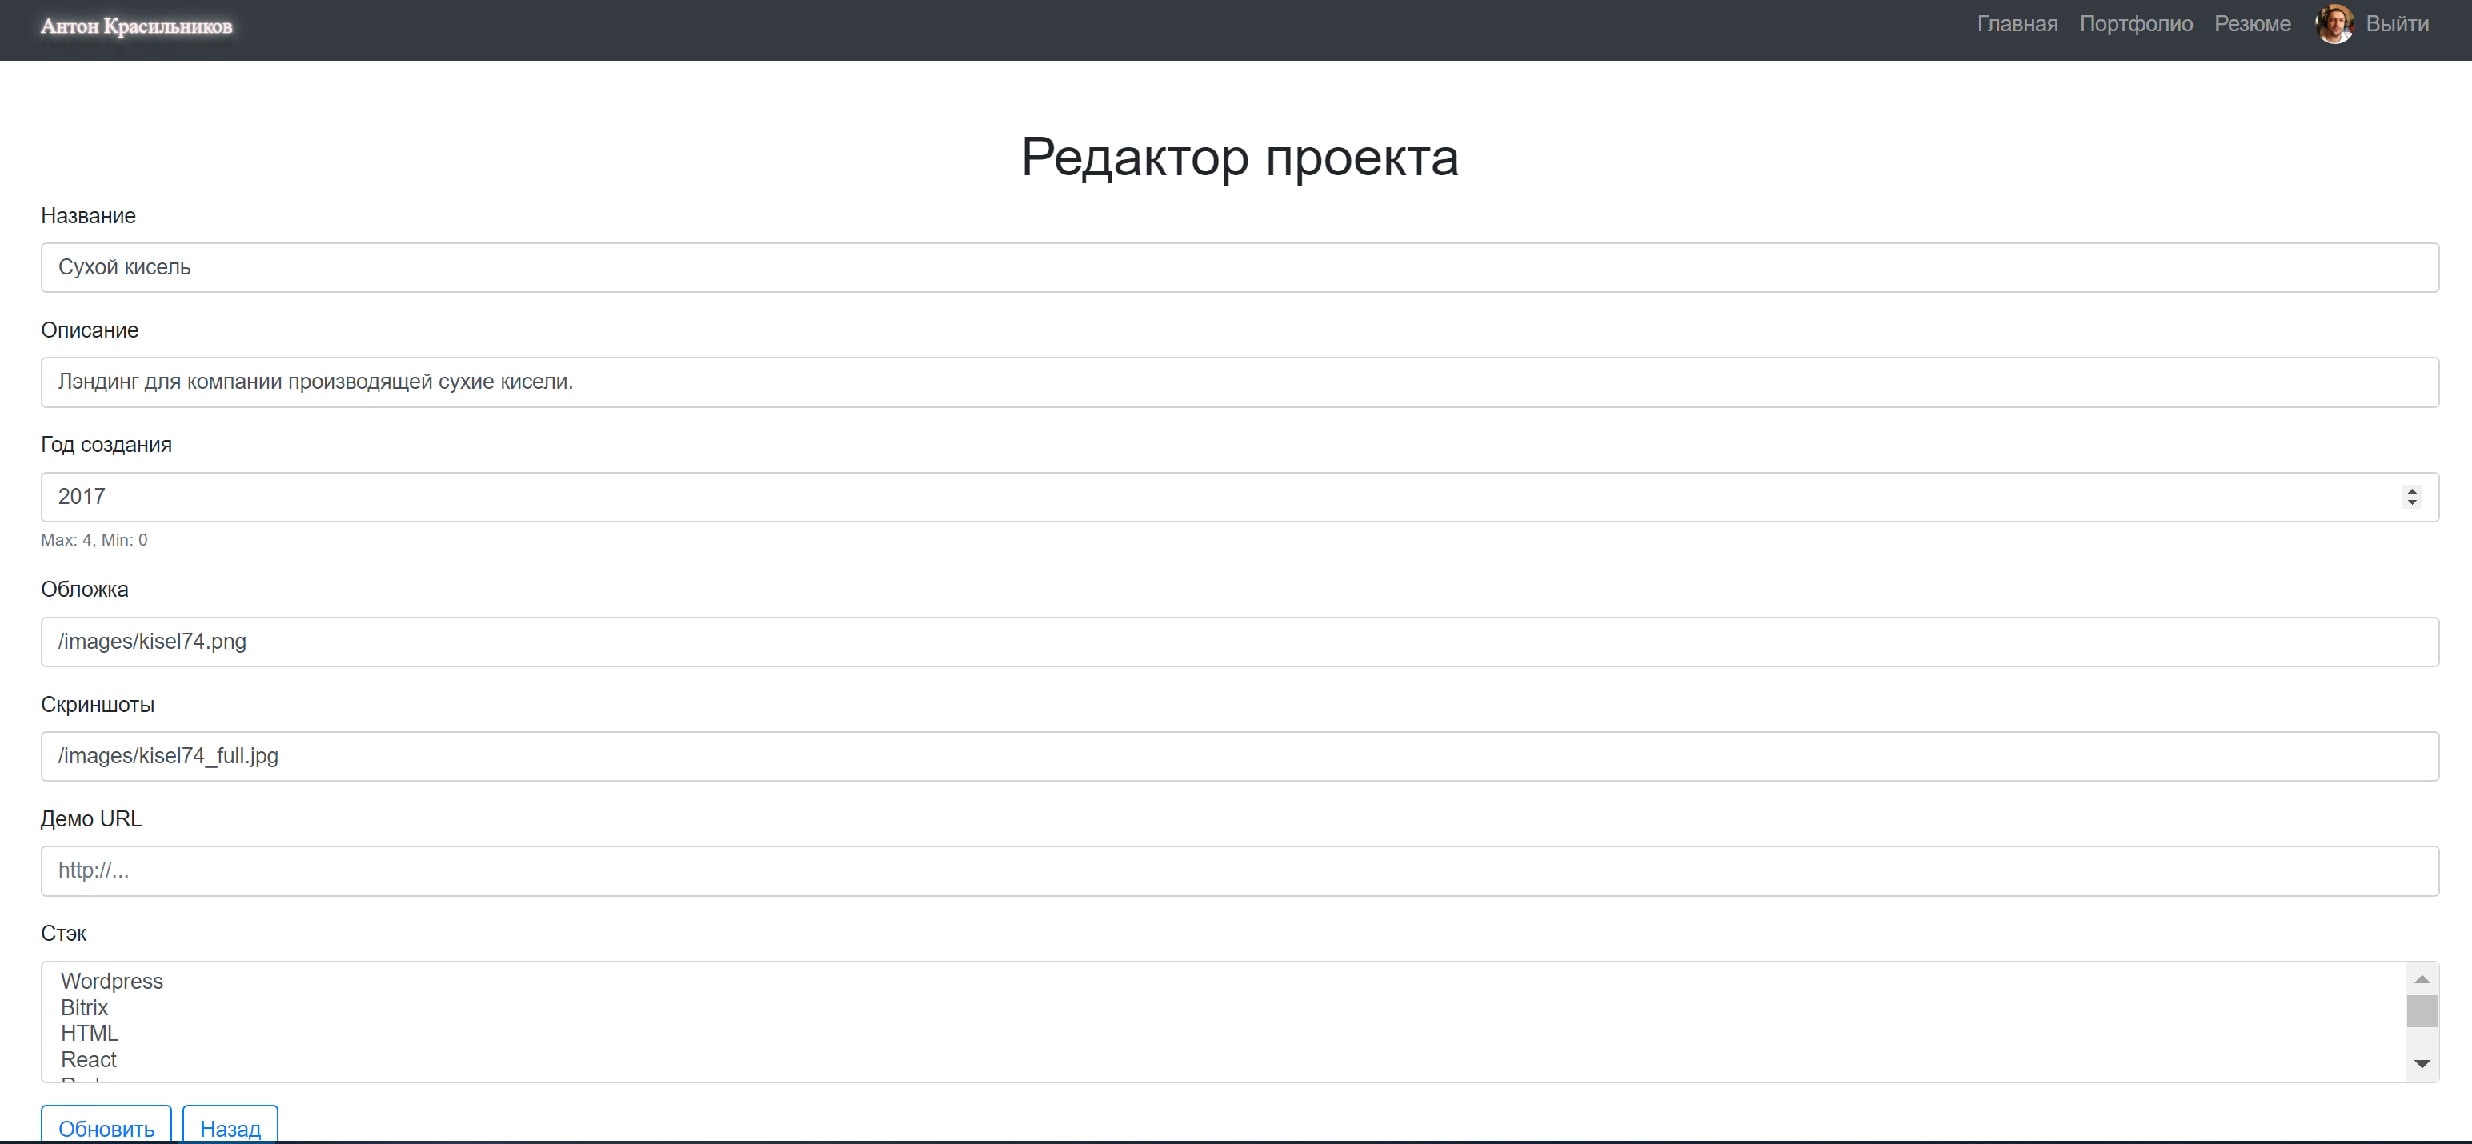 Антон Красильников
Главная Портфолио Резюме Выйти
Редактор проекта
Название
Сухой кисель
Описание
Лэндинг для компании производящей сухие кисели.
Год создания
2017
Max: 4, Min: 0
Обложка
/images/kisel74.png
Скриншоты
/images/kisel74_full.jpg
Демо URL
http://...
Стэк
Wordpress
Bitrix
HTML
React
Обновить Назад